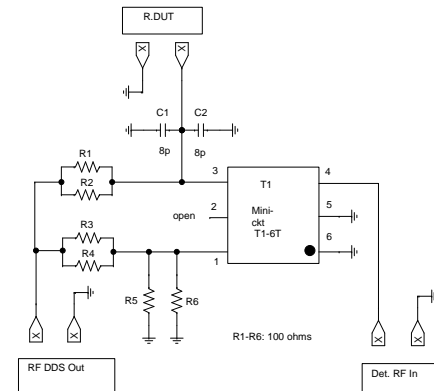 R.DUT
X X
C1 C2
8p 8p
R1
R2
3
T1
4
2
open
Mini-
ckt
T1-6T
5
6
R3
R4
1
R5 R6
R1-R6: 100 ohms
X X
X X
RF DDS Out
Det. RF In